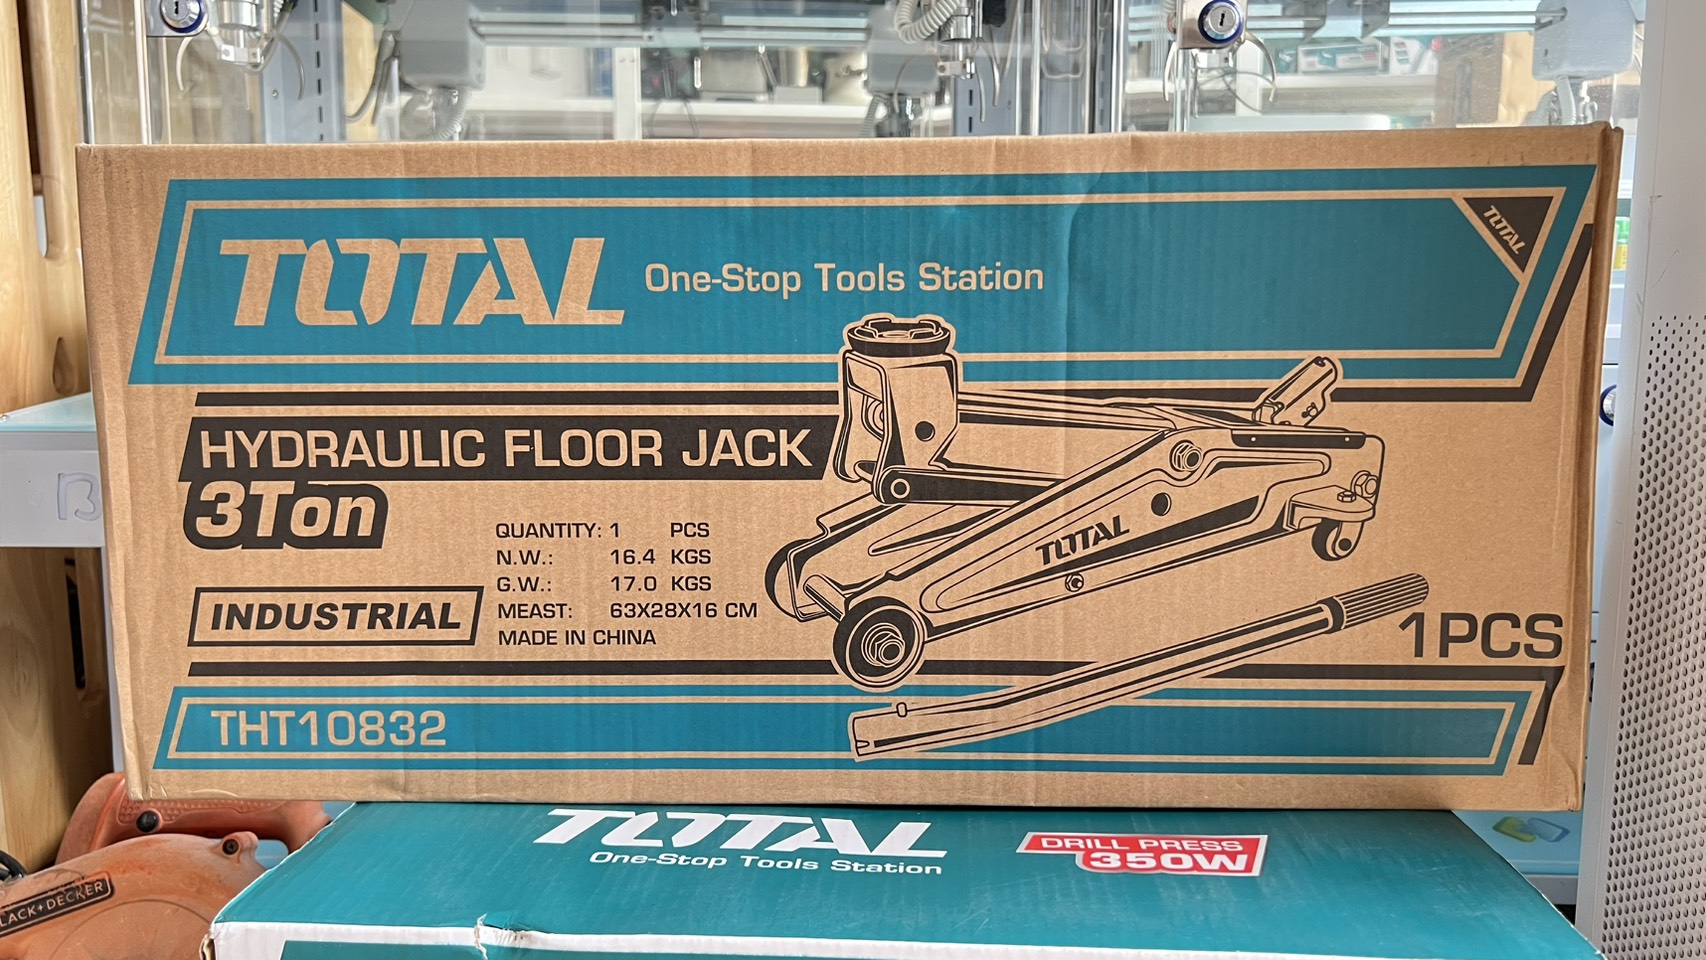 TOTAL
One-Stop Tools Station
TOTAL
HYDRAULIC FLOOR JACK
3Ton
QUANTITY: 1 PCS
N.W.: 16.4 KGS
G.W.: 17.0 KGS
MEAST: 63X28X16 CM
MADE IN CHINA
INDUSTRIAL
TOTAL
1PCS
THT10832
TOTAL
One-Stop Tools Station
DRILL PRESS
350W
LACK+DECKER